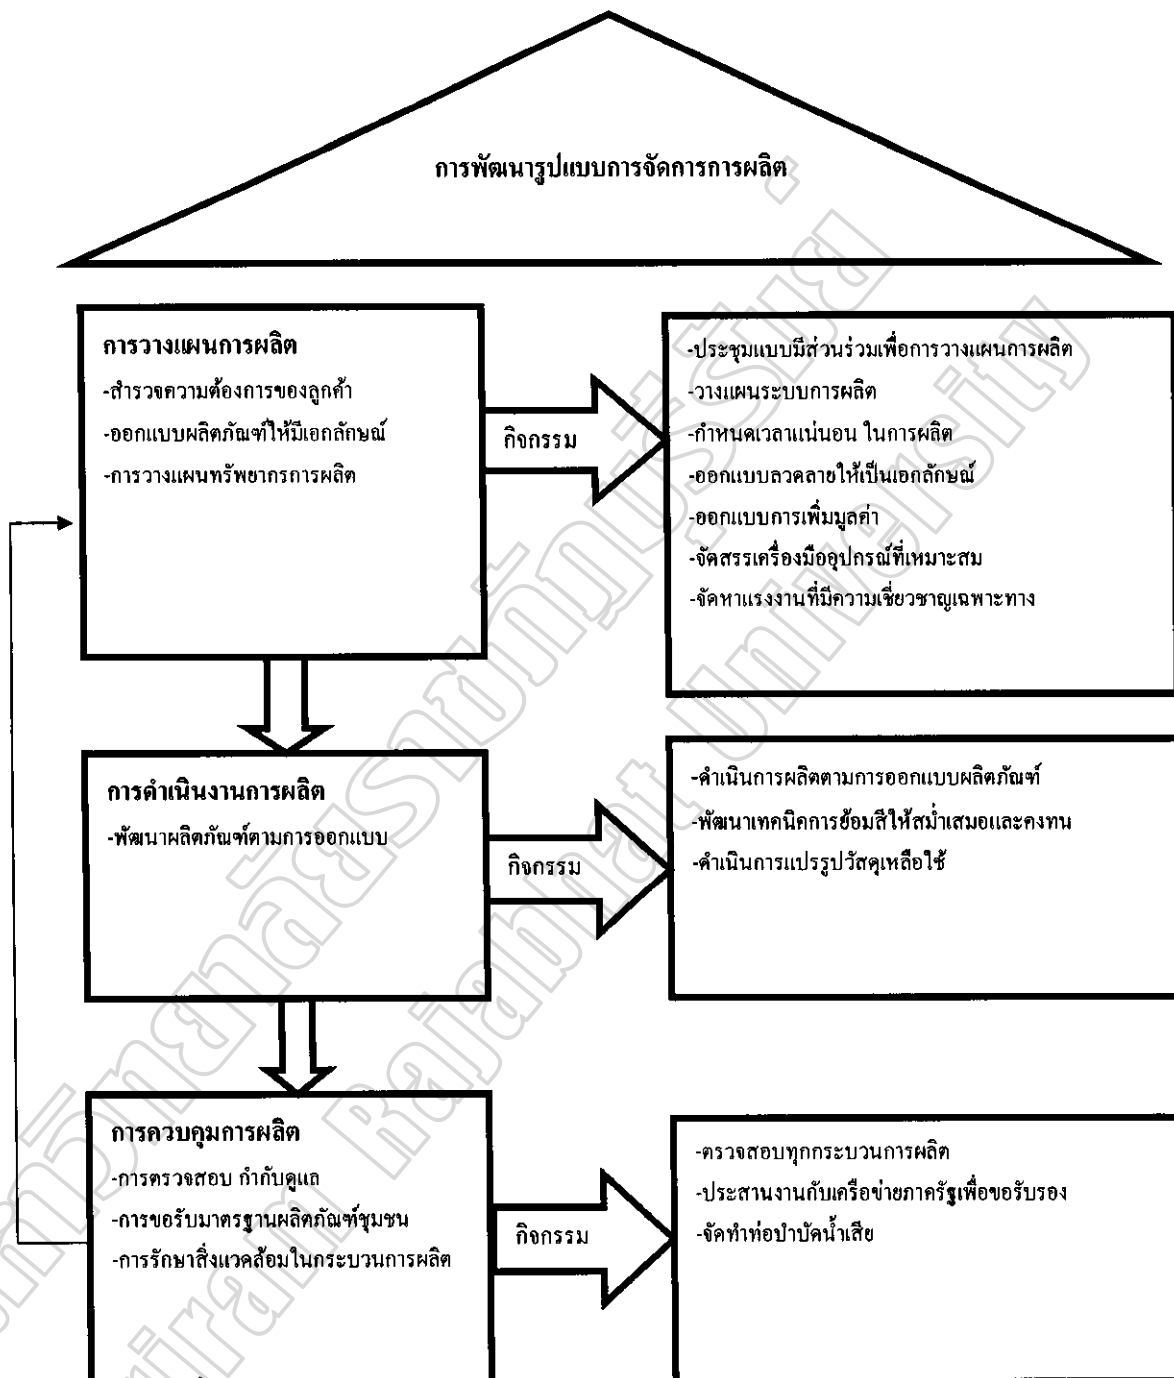 การพัฒนารูปแบบการจัดการการผลิต
การวางแผนการผลิต
-สำรวจความต้องการของลูกค้า
-ออกแบบผลิตภัณฑ์ให้มีเอกลักษณ์
-การวางแผนทรัพยากรการผลิต
กิจกรรม
-ประชุมแบบมีส่วนร่วมเพื่อการวางแผนการผลิต
-วางแผนระบบการผลิต
-กำหนดเวลาแน่นอน ในการผลิต
-ออกแบบลวดลายให้เป็นเอกลักษณ์
-ออกแบบการเพิ่มมูลค่า
-จัดสรรเครื่องมืออุปกรณ์ที่เหมาะสม
-จัดหาแรงงานที่มีความเชี่ยวชาญเฉพาะทาง
การดำเนินงานการผลิต
-พัฒนาผลิตภัณฑ์ตามการออกแบบ
กิจกรรม
-ดำเนินการผลิตตามการออกแบบผลิตภัณฑ์
-พัฒนาเทคนิคการย้อมสีให้สม่ำเสมอและคงทน
-ดำเนินการแปรรูปวัสดุเหลือใช้
การควบคุมการผลิต
-การตรวจสอบ กำกับดูแล
-การขอรับมาตรฐานผลิตภัณฑ์ชุมชน
-การรักษาสิ่งแวดล้อมในกระบวนการผลิต
กิจกรรม
-ตรวจสอบทุกกระบวนการผลิต
-ประสานงานกับเครือข่ายภาครัฐเพื่อขอรับรอง
-จัดทำท่อบำบัดน้ำเสีย
Rajabhat University